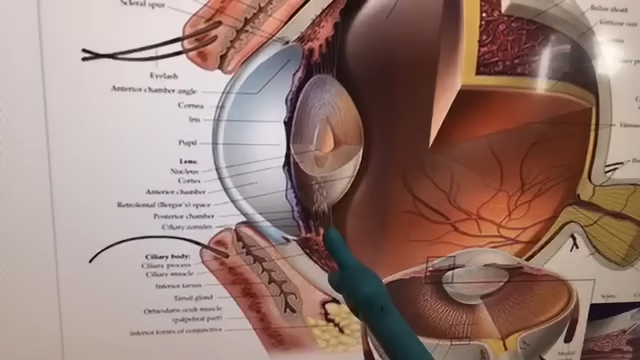 Scleral spur
Eyelash
Anterior chamber angle
Cornea
Iris
Pupil
Lens:
Nucleus
Cortex
Anterior chamber
Retrolental (Berger's) space
Posterior chamber
Ciliary zonules
Ciliary body:
Ciliary process
Ciliary muscle
Inferior tarsus
Tarsal gland
Orbicularis oculi muscle
(palpebral part)
Inferior fornix of conjunctiva